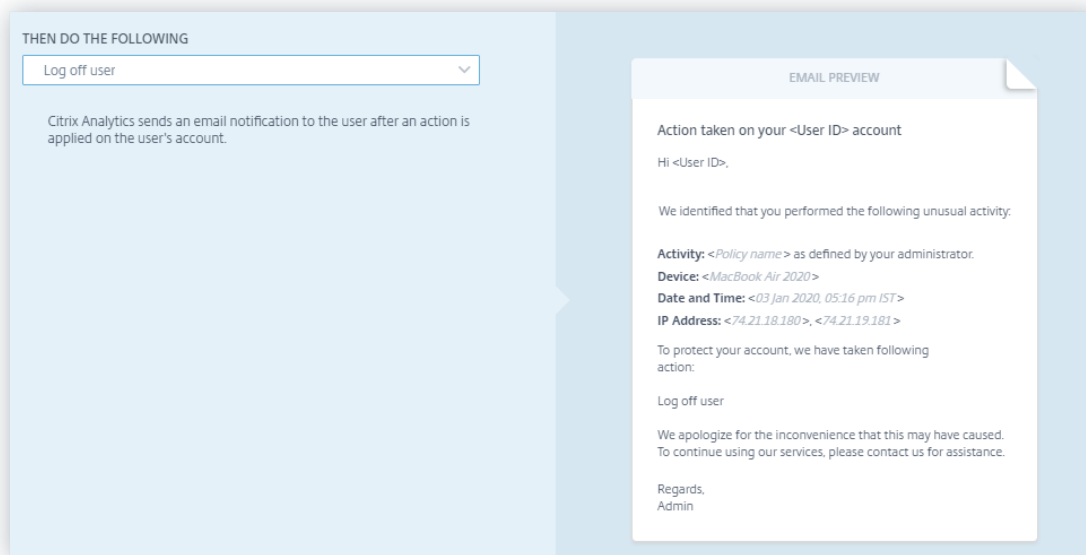 THEN DO THE FOLLOWING
Log off user
Citrix Analytics sends an email notification to the user after an action is
applied on the user's account.
EMAIL PREVIEW
Action taken on your <User ID> account
Hi <User ID>,
We identified that you performed the following unusual activity:
Activity: <Policy name> as defined by your administrator.
Device: <MacBook Air 2020>
Date and Time: <03 Jan 2020, 05:16 pm IST>
IP Address: <74.21.18.180>, <74.21.19.181>
To protect your account, we have taken following
action:
Log off user
We apologize for the inconvenience that this may have caused.
To continue using our services, please contact us for assistance.
Regards,
Admin